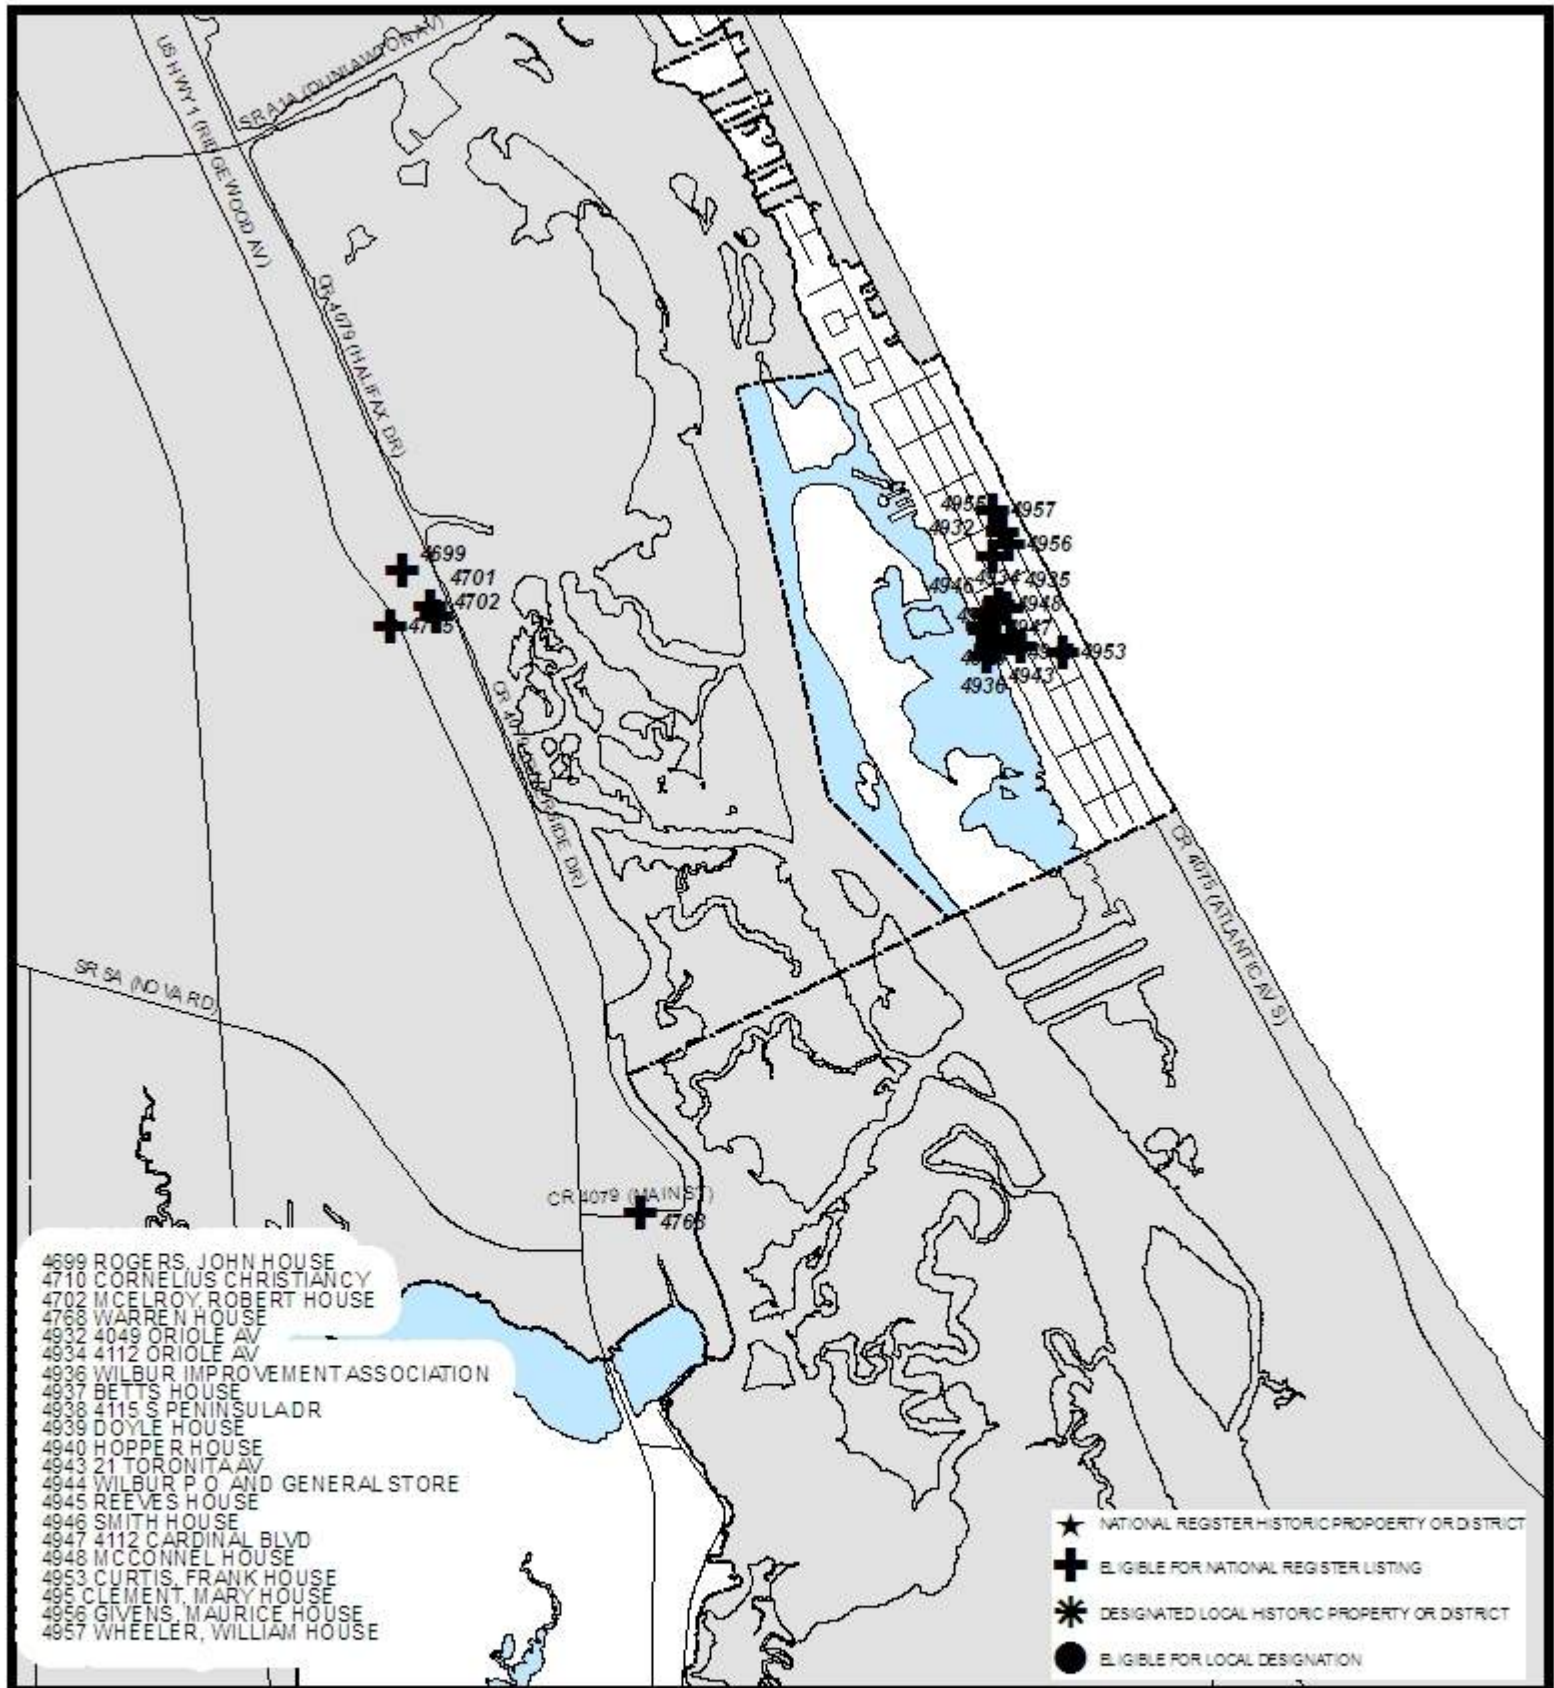 SR A1A (DUNLAWTON AV)
US HWY 1 (RIDGEWOOD AV)
CR 4079 (HALIFAX DR)
4955
4957
4932
4956
4699
4934
4935
4701
4946
4702
4948
4947
4953
4943
4936
CR 4075 (ATLANTIC AV S)
SR 5A (NOVA RD)
CR 4079 (MAIN ST)
4768
4699 ROGERS, JOHN HOUSE
4710 CORNELIUS CHRISTIANCY
4702 MCELROY, ROBERT HOUSE
4768 WARREN HOUSE
4932 4049 ORIOLE AV
4934 4112 ORIOLE AV
4936 WILBUR IMPROVEMENT ASSOCIATION
4937 BETTS HOUSE
4938 4115 S PENINSULA DR
4939 DOYLE HOUSE
4940 HOPPER HOUSE
4943 21 TORONITA AV
4944 WILBUR P O AND GENERAL STORE
4945 REEVES HOUSE
4946 SMITH HOUSE
4947 4112 CARDINAL BLVD
4948 MCCONNEL HOUSE
4953 CURTIS, FRANK HOUSE
495 CLEMENT, MARY HOUSE
4956 GIVENS, MAURICE HOUSE
4957 WHEELER, WILLIAM HOUSE
NATIONAL REGISTER HISTORIC PROPOERTY OR DISTRICT
ELIGIBLE FOR NATIONAL REGISTER LISTING
DESIGNATED LOCAL HISTORIC PROPERTY OR DISTRICT
ELIGIBLE FOR LOCAL DESIGNATION